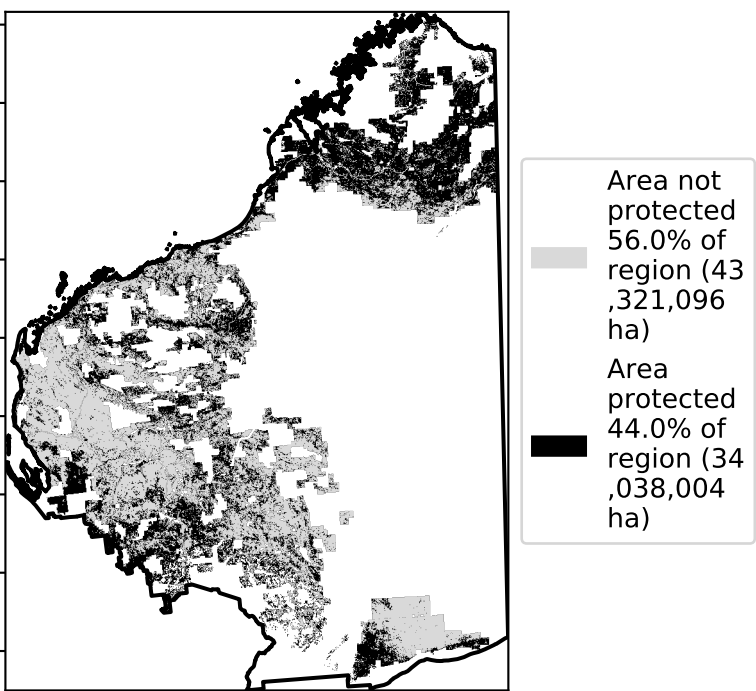 Area not
protected
56.0% of
region (43
,321,096
ha)
Area
protected
44.0% of
region (34
,038,004
ha)